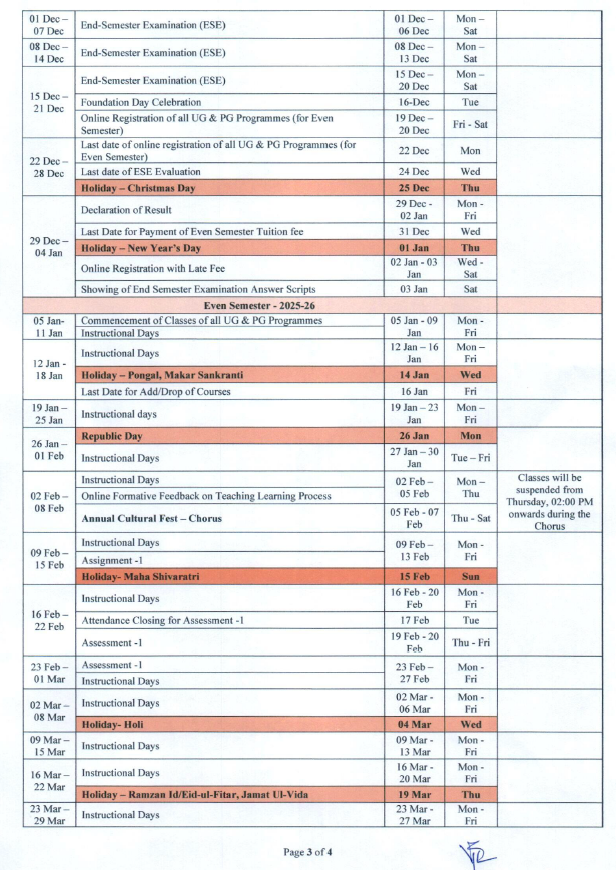 01 Dec – 07 Dec End-Semester Examination (ESE) 01 Dec – 06 Dec Mon – Sat
08 Dec – 14 Dec End-Semester Examination (ESE) 08 Dec – 13 Dec Mon – Sat
15 Dec – 21 Dec End-Semester Examination (ESE) 15 Dec – 20 Dec Mon – Sat
Foundation Day Celebration 16-Dec Tue
Online Registration of all UG & PG Programmes (for Even Semester) 19 Dec – 20 Dec Fri - Sat
22 Dec – 28 Dec Last date of online registration of all UG & PG Programmes (for Even Semester) 22 Dec Mon
Last date of ESE Evaluation 24 Dec Wed
Holiday – Christmas Day 25 Dec Thu
29 Dec – 04 Jan Declaration of Result 29 Dec - 02 Jan Mon - Fri
Last Date for Payment of Even Semester Tuition fee 31 Dec Wed
Holiday – New Year's Day 01 Jan Thu
Online Registration with Late Fee 02 Jan - 03 Jan Wed - Sat
Showing of End Semester Examination Answer Scripts 03 Jan Sat
Even Semester - 2025-26
05 Jan- 11 Jan Commencement of Classes of all UG & PG Programmes 05 Jan - 09 Jan Mon - Fri
Instructional Days
12 Jan - 18 Jan Instructional Days 12 Jan – 16 Jan Mon – Fri
Holiday – Pongal, Makar Sankranti 14 Jan Wed
Last Date for Add/Drop of Courses 16 Jan Fri
19 Jan – 25 Jan Instructional days 19 Jan – 23 Jan Mon – Fri
26 Jan – 01 Feb Republic Day 26 Jan Mon
Instructional Days 27 Jan – 30 Jan Tue – Fri
02 Feb – 08 Feb Instructional Days 02 Feb – 05 Feb Mon – Thu
Online Formative Feedback on Teaching Learning Process
Annual Cultural Fest – Chorus 05 Feb - 07 Feb Thu - Sat
Classes will be suspended from Thursday, 02:00 PM onwards during the Chorus
09 Feb – 15 Feb Instructional Days 09 Feb – 13 Feb Mon - Fri
Assignment -1
Holiday- Maha Shivaratri 15 Feb Sun
16 Feb – 22 Feb Instructional Days 16 Feb - 20 Feb Mon - Fri
Attendance Closing for Assessment -1 17 Feb Tue
Assessment -1 19 Feb - 20 Feb Thu - Fri
23 Feb – 01 Mar Assessment -1 23 Feb – 27 Feb Mon - Fri
Instructional Days
02 Mar – 08 Mar Instructional Days 02 Mar - 06 Mar Mon - Fri
Holiday- Holi 04 Mar Wed
09 Mar – 15 Mar Instructional Days 09 Mar - 13 Mar Mon - Fri
16 Mar – 22 Mar Instructional Days 16 Mar - 20 Mar Mon - Fri
Holiday – Ramzan Id/Eid-ul-Fitar, Jamat Ul-Vida 19 Mar Thu
23 Mar – 29 Mar Instructional Days 23 Mar - 27 Mar Mon - Fri
Page 3 of 4